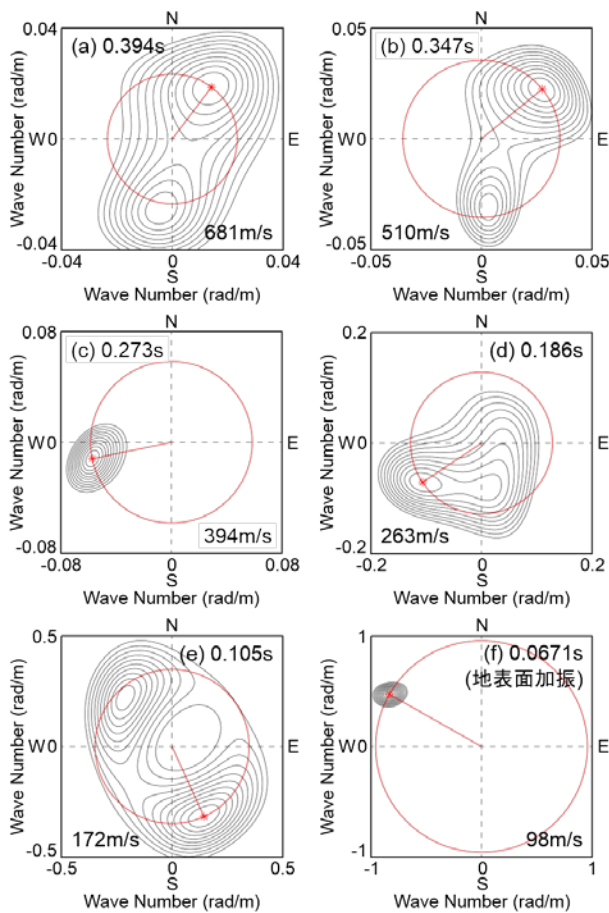 N
0.04
(a) 0.394s
Wave Number (rad/m)
W0
E
681m/s
-0.04
-0.04
0
0.04
S
Wave Number (rad/m)
N
0.05
(b) 0.347s
Wave Number (rad/m)
W0
E
510m/s
-0.05
-0.05
0
0.05
S
Wave Number (rad/m)
N
0.08
(c) 0.273s
Wave Number (rad/m)
W0
E
394m/s
-0.08
-0.08
0
0.08
S
Wave Number (rad/m)
N
0.2
(d) 0.186s
Wave Number (rad/m)
W0
E
263m/s
-0.2
-0.2
0
0.2
S
Wave Number (rad/m)
N
0.5
(e) 0.105s
Wave Number (rad/m)
W0
E
172m/s
-0.5
-0.5
0
0.5
S
Wave Number (rad/m)
N
1
(f) 0.0671s
(地表面加振)
Wave Number (rad/m)
W0
E
98m/s
-1
-1
0
1
S
Wave Number (rad/m)